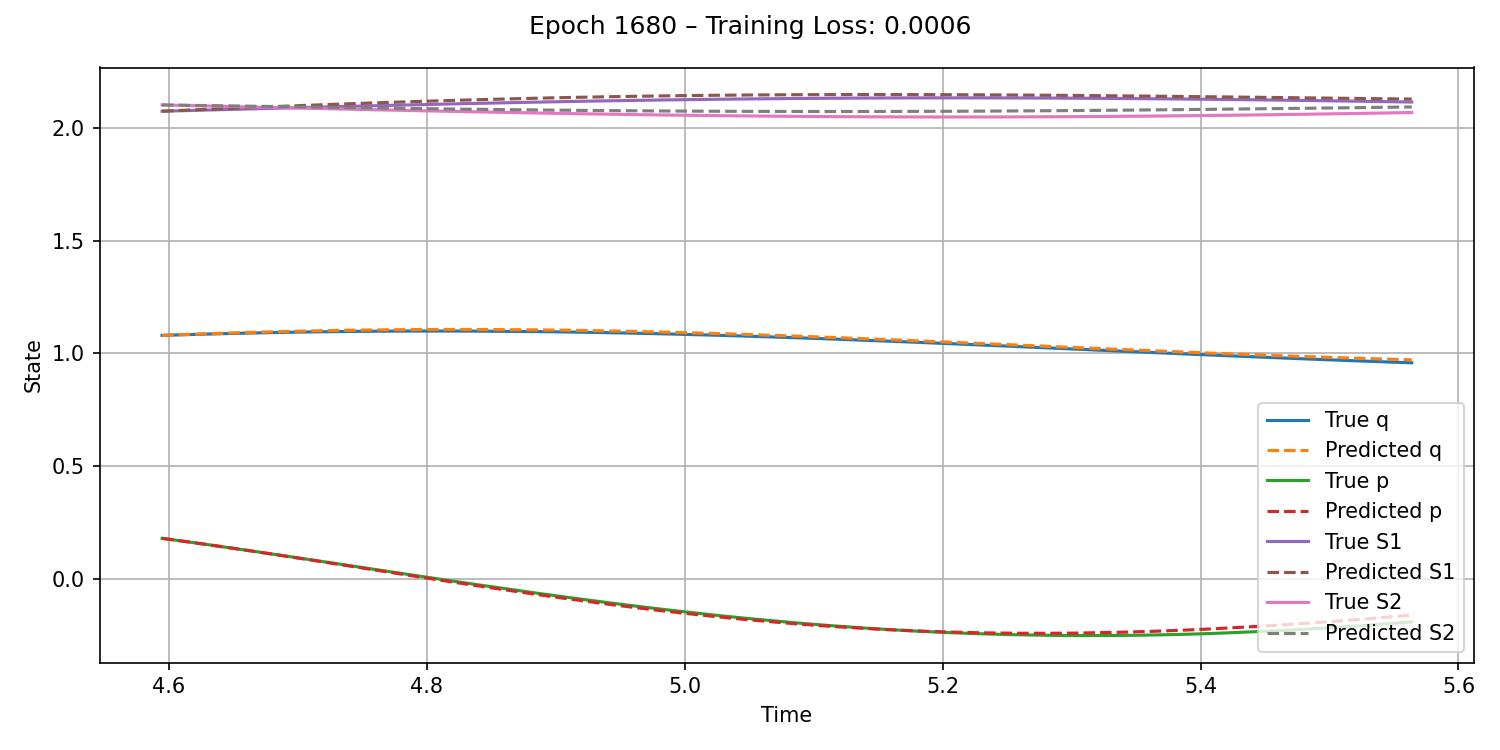 Epoch 1680 – Training Loss: 0.0006
State
2.0
1.5
1.0
0.5
0.0
True q
Predicted q
True p
Predicted p
True S1
Predicted S1
True S2
Predicted S2
4.6 4.8 5.0 5.2 5.4 5.6
Time